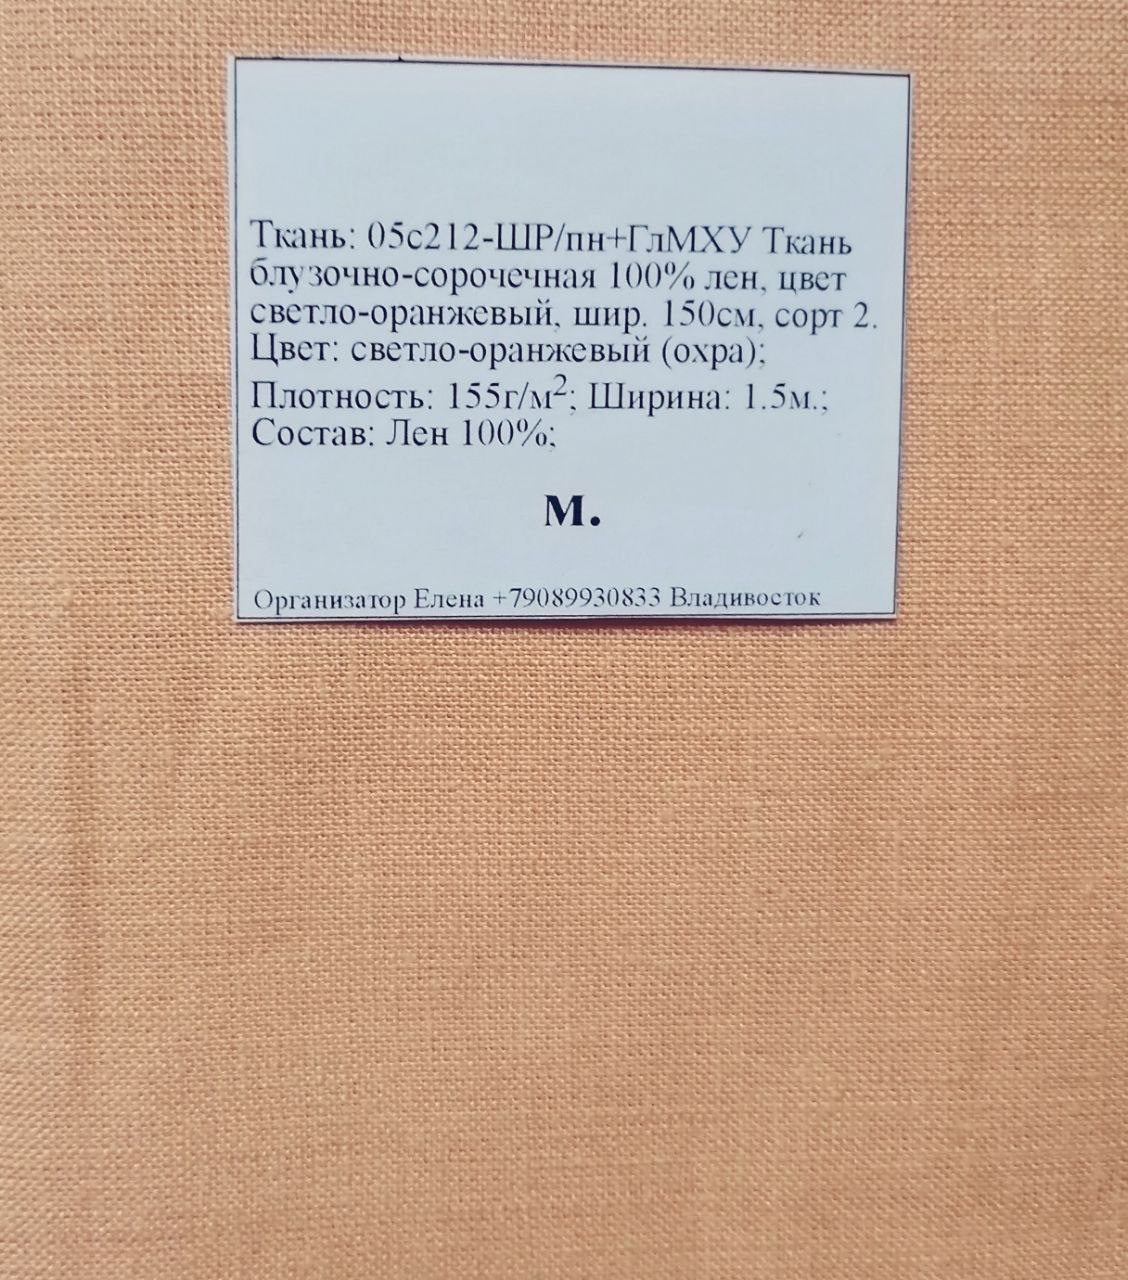 Ткань: 05с212-ШР/пн+ГлМХУ Ткань
блузочно-сорочечная 100% лен, цвет
светло-оранжевый, шир. 150см, сорт 2.
Цвет: светло-оранжевый (охра);
Плотность: 155г/м²; Ширина: 1.5м.;
Состав: Лен 100%;
м.
Организатор Елена +79089930833 Владивосток